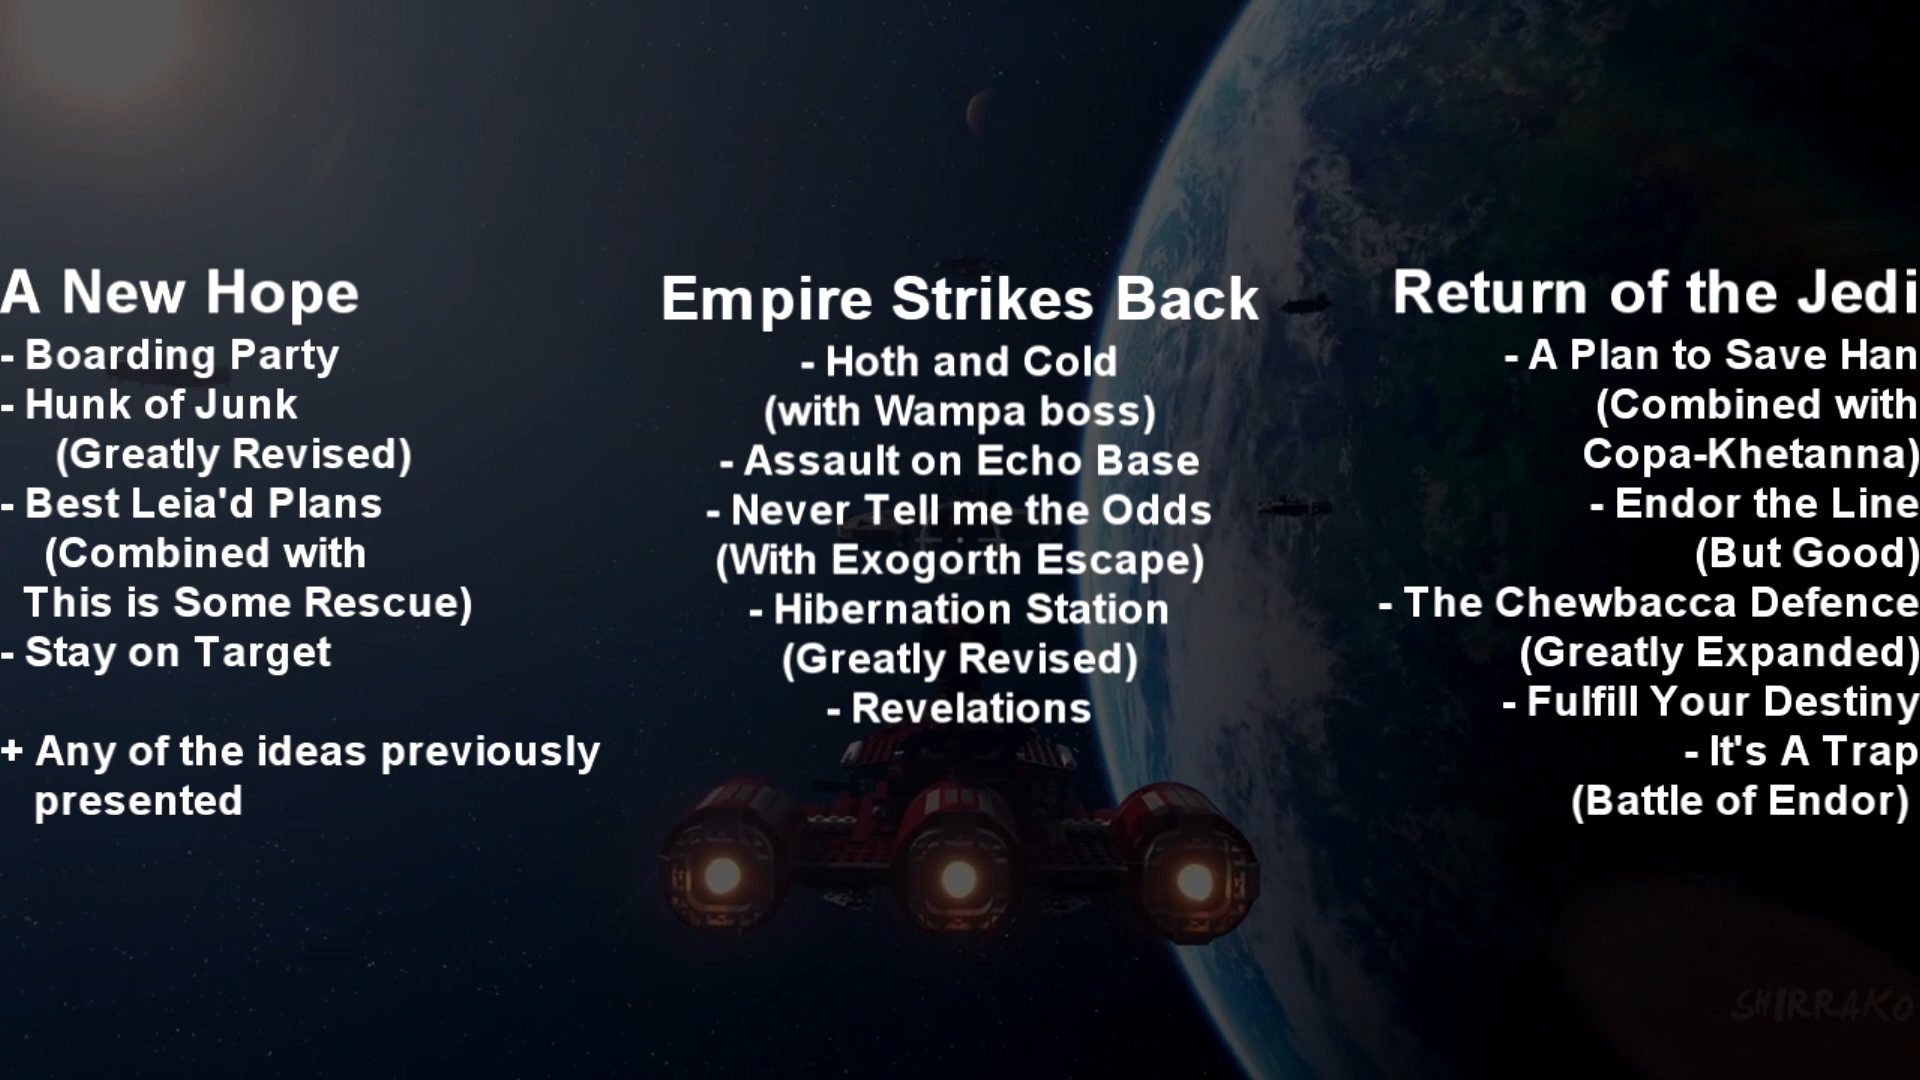 A New Hope
- Boarding Party
- Hunk of Junk
(Greatly Revised)
- Best Leia'd Plans
(Combined with
This is Some Rescue)
- Stay on Target
+ Any of the ideas previously
presented
Empire Strikes Back
- Hoth and Cold
(with Wampa boss)
- Assault on Echo Base
- Never Tell me the Odds
(With Exogorth Escape)
- Hibernation Station
(Greatly Revised)
- Revelations
Return of the Jedi
- A Plan to Save Han
(Combined with
Copa-Khetanna)
- Endor the Line
(But Good)
- The Chewbacca Defence
(Greatly Expanded)
- Fulfill Your Destiny
- It's A Trap
(Battle of Endor)
SHIRRAKO